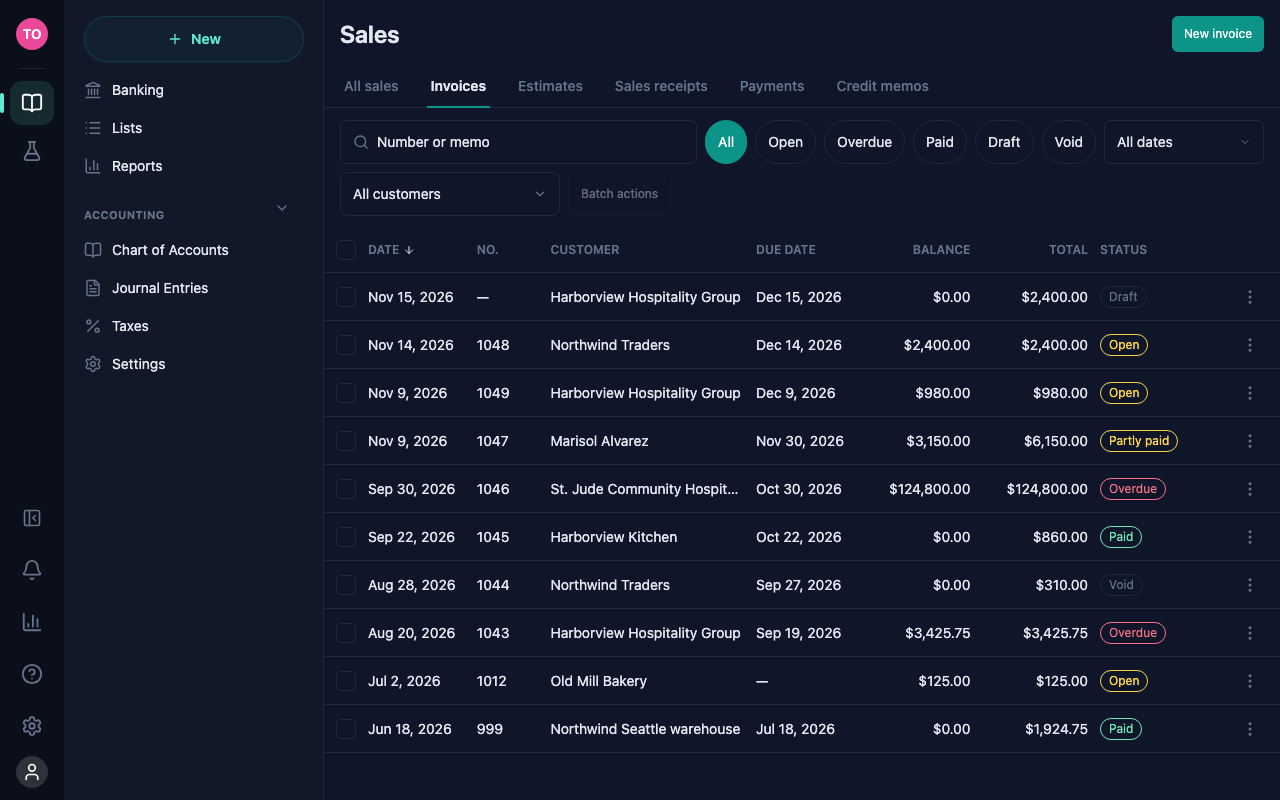 TO
New
Banking
Lists
Reports
ACCOUNTING
Chart of Accounts
Journal Entries
Taxes
Settings
Sales
New invoice
All sales Invoices Estimates Sales receipts Payments Credit memos
Number or memo All Open Overdue Paid Draft Void All dates
All customers Batch actions
DATE NO. CUSTOMER DUE DATE BALANCE TOTAL STATUS
Nov 15, 2026 — Harborview Hospitality Group Dec 15, 2026 $0.00 $2,400.00 Draft
Nov 14, 2026 1048 Northwind Traders Dec 14, 2026 $2,400.00 $2,400.00 Open
Nov 9, 2026 1049 Harborview Hospitality Group Dec 9, 2026 $980.00 $980.00 Open
Nov 9, 2026 1047 Marisol Alvarez Nov 30, 2026 $3,150.00 $6,150.00 Partly paid
Sep 30, 2026 1046 St. Jude Community Hospit... Oct 30, 2026 $124,800.00 $124,800.00 Overdue
Sep 22, 2026 1045 Harborview Kitchen Oct 22, 2026 $0.00 $860.00 Paid
Aug 28, 2026 1044 Northwind Traders Sep 27, 2026 $0.00 $310.00 Void
Aug 20, 2026 1043 Harborview Hospitality Group Sep 19, 2026 $3,425.75 $3,425.75 Overdue
Jul 2, 2026 1012 Old Mill Bakery — $125.00 $125.00 Open
Jun 18, 2026 999 Northwind Seattle warehouse Jul 18, 2026 $0.00 $1,924.75 Paid